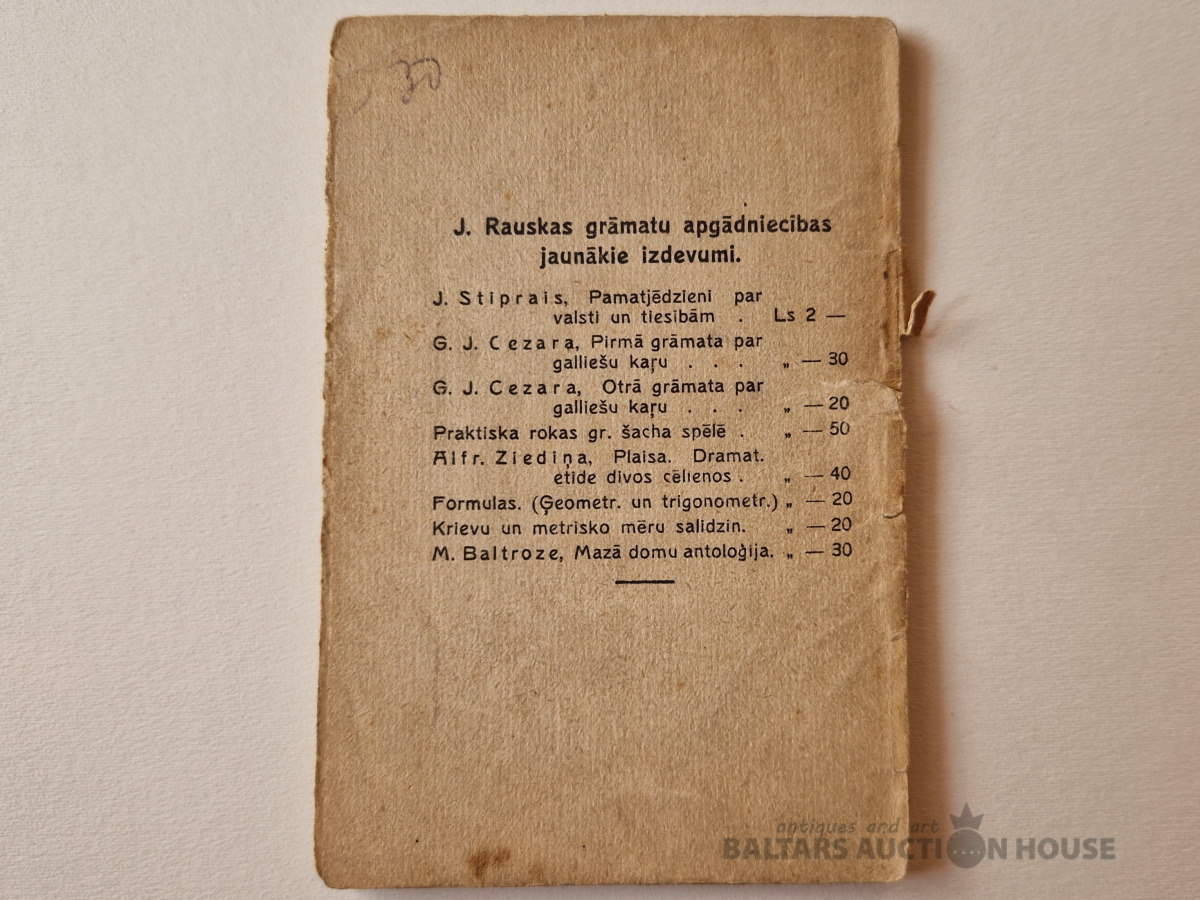 30
J. Rauskas grāmatu apgādniecības
jaunākie izdevumi.
J. Stiprais, Pamatjēdzieni par
valsti un tiesībām . Ls 2 —
G. J. Cezara, Pirmā grāmata par
galliešu kaŗu . . . „ — 30
G. J. Cezara, Otrā grāmata par
galliešu kaŗu . . . „ — 20
Praktiska rokas gr. šacha spēlē . „ — 50
Alfr. Ziediņa, Plaisa. Dramat.
etide divos cēlienos . „ — 40
Formulas. (Ģeometr. un trigonometr.) „ — 20
Krievu un metrisko mēru salidzin. „ — 20
M. Baltroze, Mazā domu antoloģija. „ — 30
antiques and art
BALTARS AUCTION HOUSE